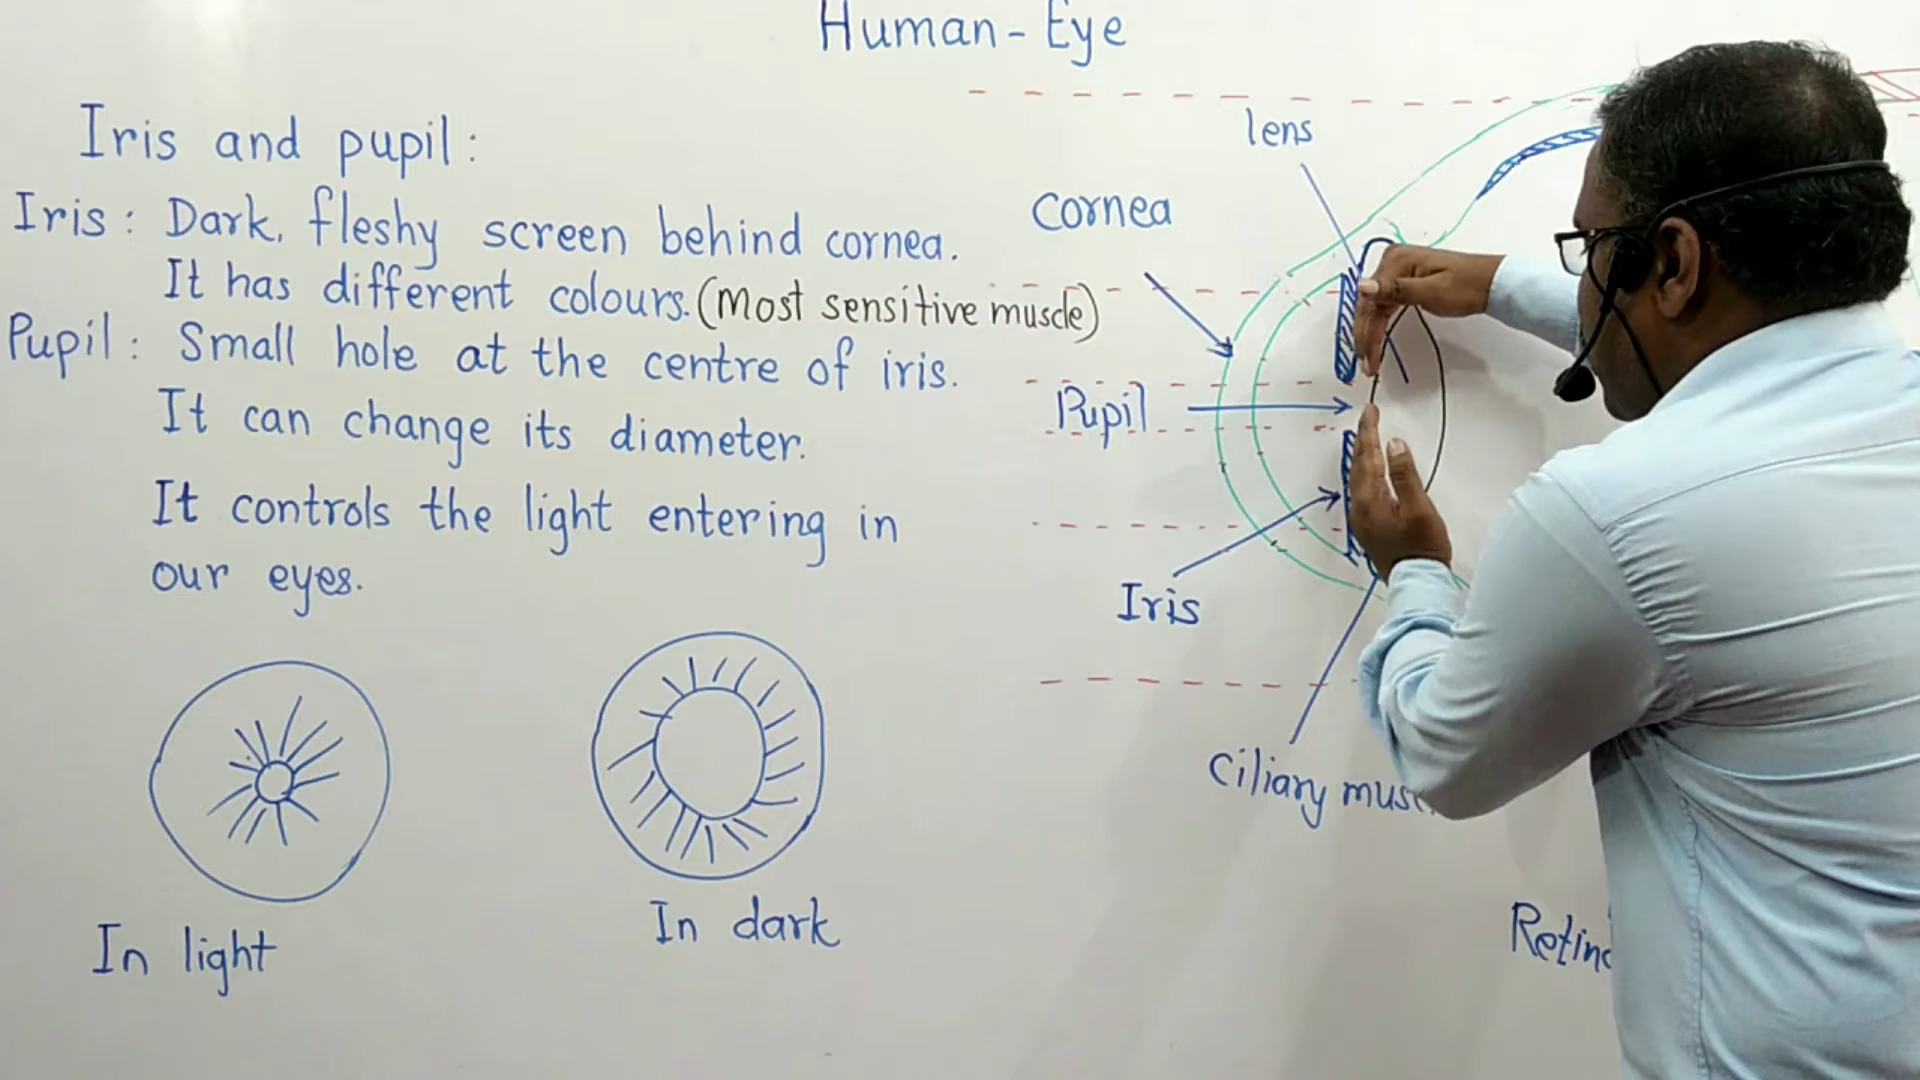 Human - Eye
Iris and pupil :
Iris : Dark, fleshy screen behind cornea.
It has different colours. (Most sensitive muscle)
Pupil : Small hole at the centre of iris.
It can change its diameter.
It controls the light entering in
our eyes.
In light
In dark
lens
Cornea
Pupil
Iris
Ciliary